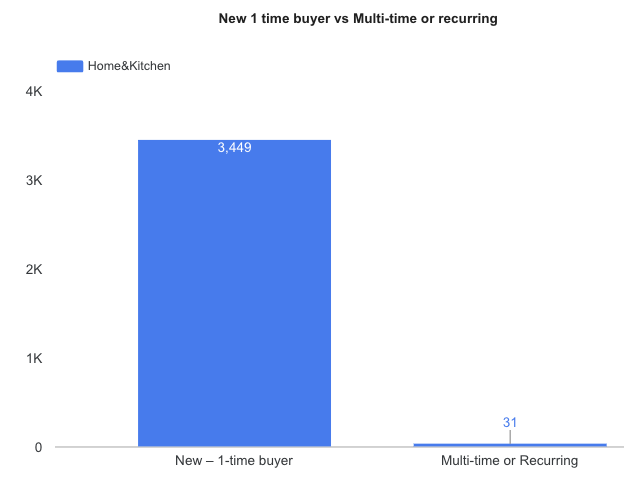 New 1 time buyer vs Multi-time or recurring
Home&Kitchen
4K
3,449
3K
2K
1K
31
0
New – 1-time buyer
Multi-time or Recurring